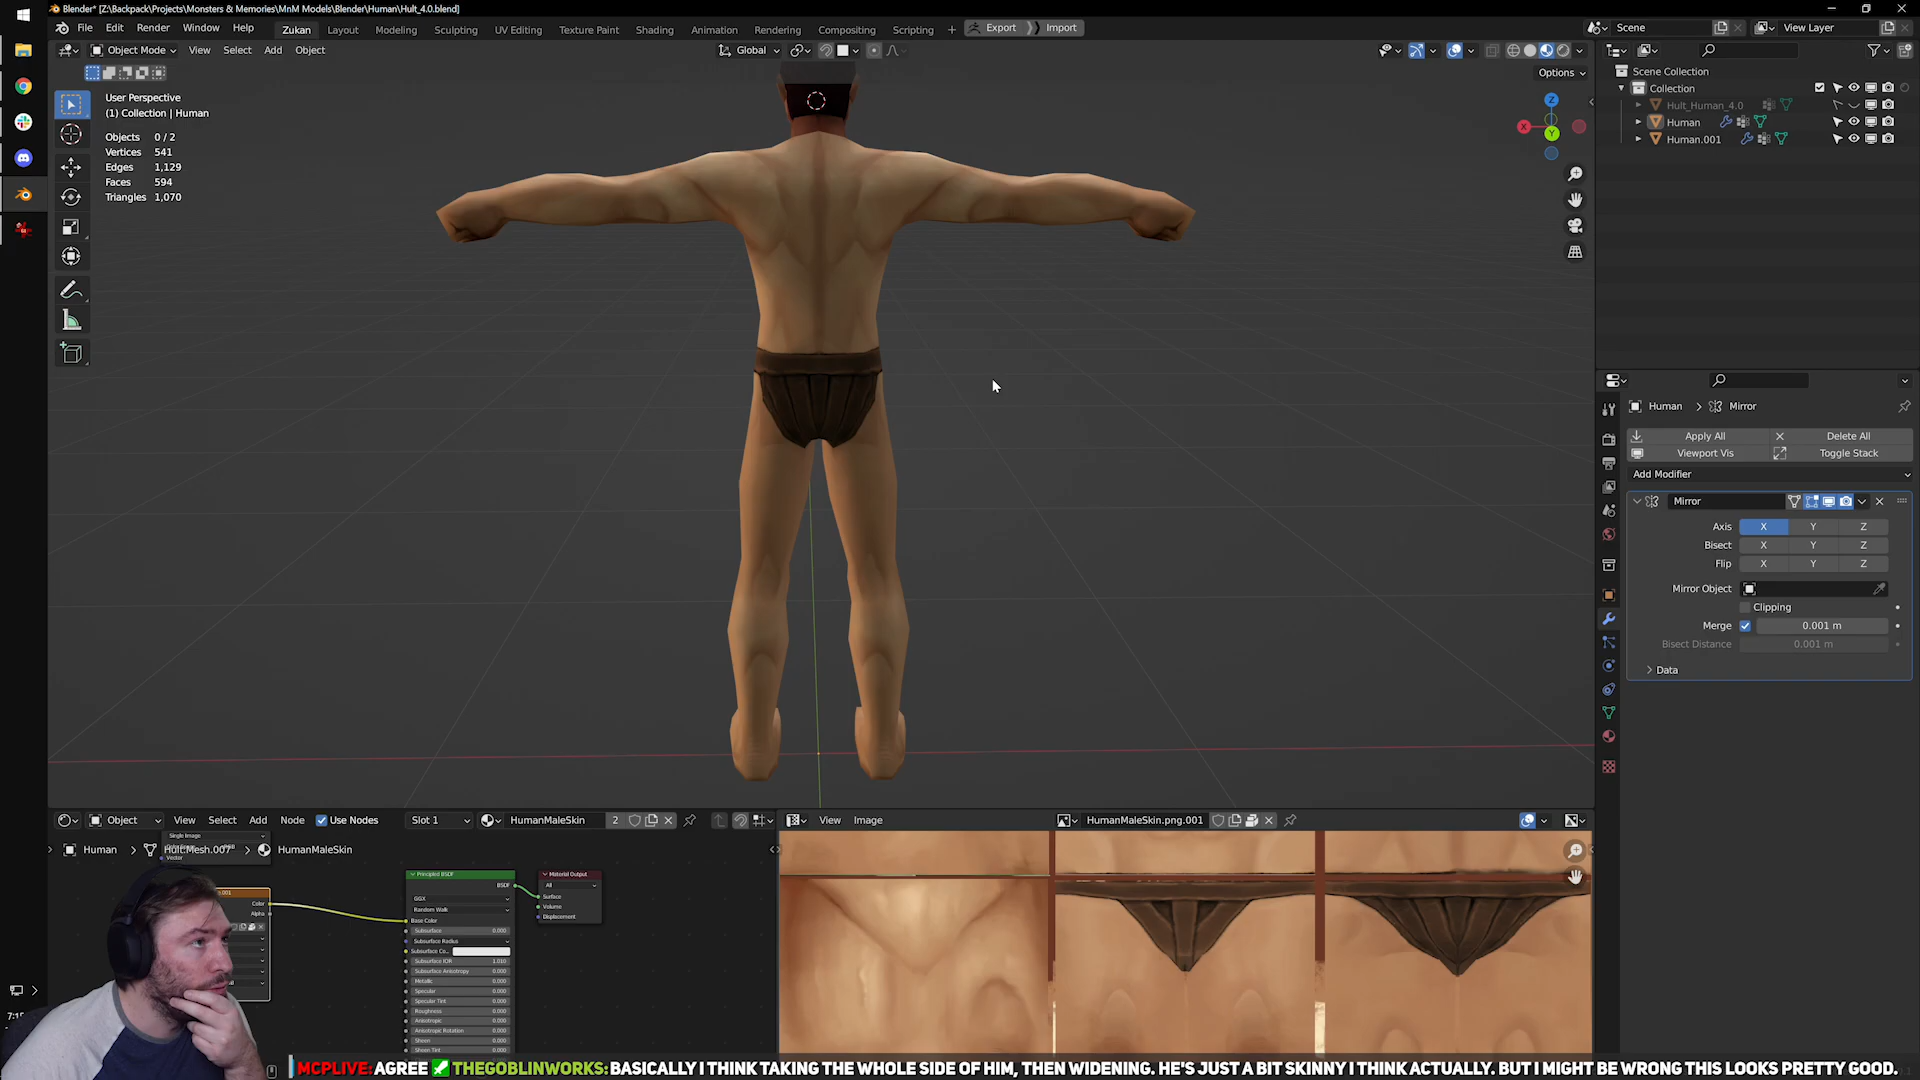 Blender* [Z:\Backpack\Projects\Monsters & Memories\MnM Models\Blender\Human\Hult_4.0.blend]
File Edit Render Window Help Zukan Layout Modeling Sculpting UV Editing Texture Paint Shading Animation Rendering Compositing Scripting + Export Import Scene View Layer
Object Mode View Select Add Object Global
Options
User Perspective
(1) Collection | Human
Objects 0 / 2
Vertices 541
Edges 1,129
Faces 594
Triangles 1,070
Z
X
Y
Scene Collection
Collection
Hult_Human_4.0
Human
Human.001
Human > Mirror
Apply All Delete All
Viewport Vis Toggle Stack
Add Modifier
Mirror
Axis X Y Z
Bisect X Y Z
Flip X Y Z
Mirror Object
Clipping
Merge 0.001 m
Bisect Distance 0.001 m
Data
Object View Select Add Node Use Nodes Slot 1 HumanMaleSkin 2
View Image HumanMaleSkin.png.001
Single Image
Vector
Human > > HumanMaleSkin
Color
Alpha
Principled BSDF
BSDF
GGX
Random Walk
Base Color
Subsurface 0.000
Subsurface Radius
Subsurface Co...
Subsurface IOR 1.010
Subsurface Anisotropy 0.000
Metallic 0.000
Specular 0.000
Specular Tint 0.000
Roughness 0.000
Anisotropic 0.000
Anisotropic Rotation 0.000
Sheen 0.000
Sheen Tint 0.000
Material Output
All
Surface
Volume
Displacement
MCPLIVE: AGREE THEGOBLINWORKS: BASICALLY I THINK TAKING THE WHOLE SIDE OF HIM, THEN WIDENING. HE'S JUST A BIT SKINNY I THINK ACTUALLY. BUT I MIGHT BE WRONG THIS LOOKS PRETTY GOOD.